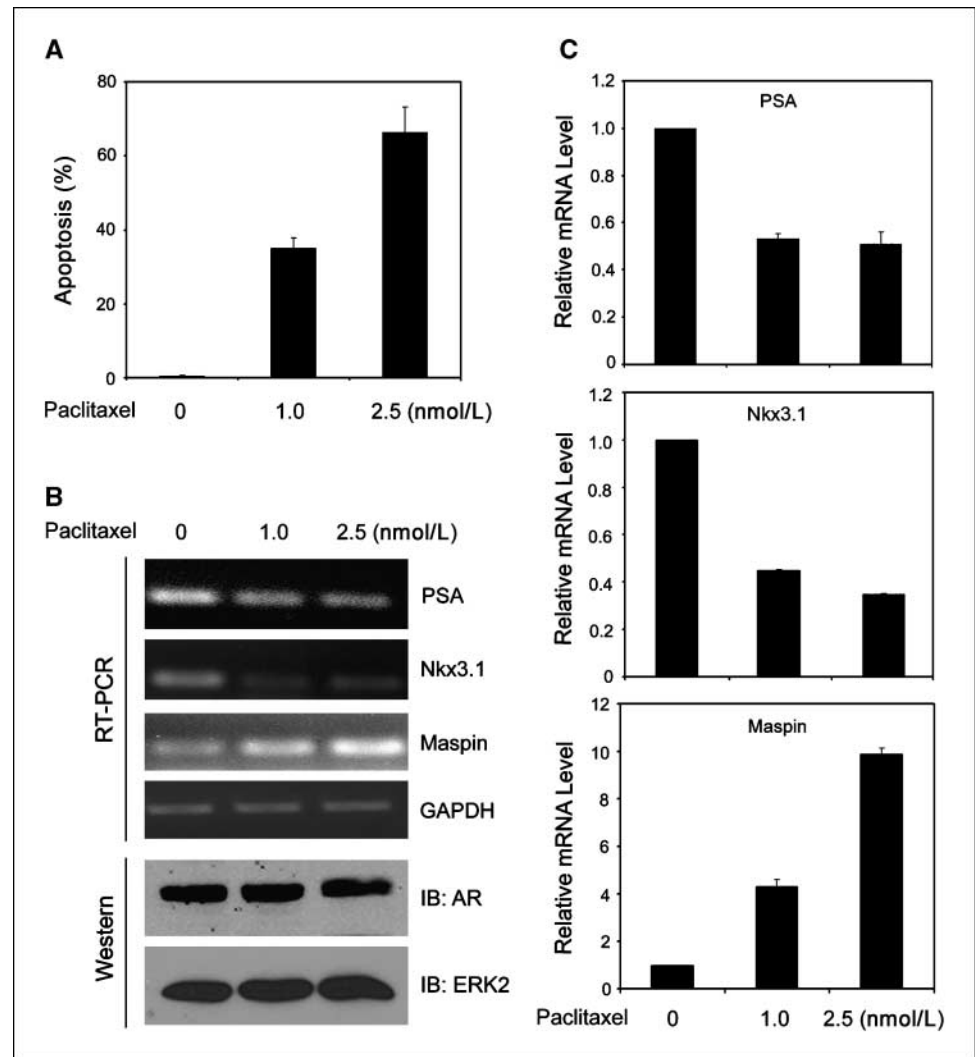 A
80
60
40
20
0
Apoptosis (%)
Paclitaxel 0 1.0 2.5 (nmol/L)
B
Paclitaxel 0 1.0 2.5 (nmol/L)
RT-PCR
PSA
Nkx3.1
Maspin
GAPDH
Western
IB: AR
IB: ERK2
C
PSA
1.2
1.0
0.8
0.6
0.4
0.2
0
Relative mRNA Level
Nkx3.1
1.2
1.0
0.8
0.6
0.4
0.2
0
Relative mRNA Level
Maspin
12
10
8
6
4
2
0
Relative mRNA Level
Paclitaxel 0 1.0 2.5 (nmol/L)